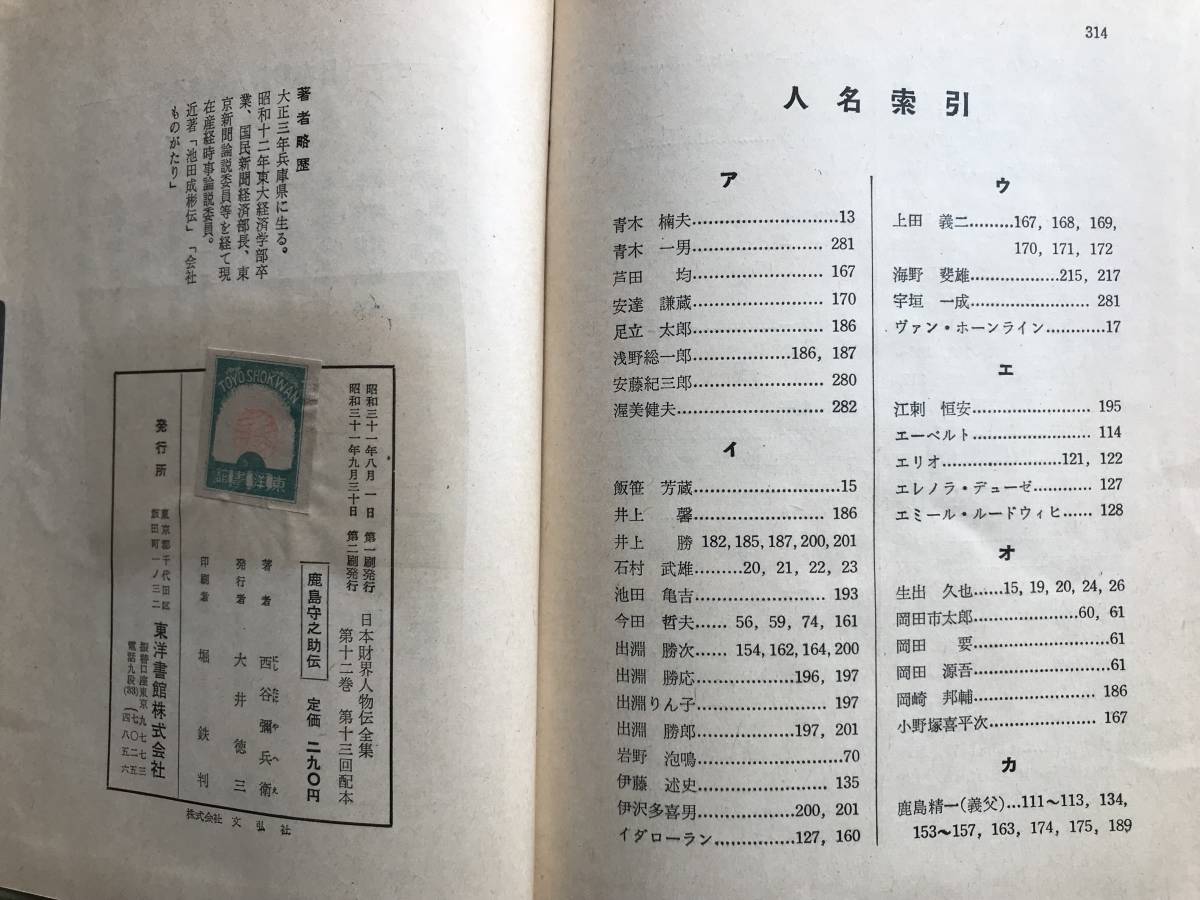 著者略歴
大正三年兵庫県に生る。
昭和十二年東大経済学部卒
業、国民新聞経済部長、東
京新聞論説委員等を経て現
在産経時事論説委員。
近著「池田成彬伝」「会社
ものがたり」
TOYO SHOKWAN
東洋書館証
昭和三十一年八月一日 第一刷発行
昭和三十一年九月三十日 第二刷発行
日本財界人物伝全集
第十二巻 第十三回配本
鹿島守之助伝 定価 二九〇円
著者 西谷彌兵衛
にしたにやへえ
発行者 大井徳三
印刷者 堀鉄判
発行所 東京都千代田区
飯田町一ノ三二
東洋書館株式会社
振替口座東京九七七三
電話九段(33)
株式会社 文弘社
314
人名索引
ア
青木 楠夫……………………………13
青木 一男………………………… 281
芦田 均………………………… 167
安達 謙蔵………………………… 170
足立 太郎………………………… 186
浅野総一郎…………………186, 187
安藤紀三郎………………………… 280
渥美健夫…………………………… 282
イ
飯笹 芳蔵……………………………15
井上 馨………………………… 186
井上 勝 182, 185, 187, 200, 201
石村 武雄………20, 21, 22, 23
池田 亀吉………………………… 193
今田 哲夫…… 56, 59, 74, 161
出淵 勝次…… 154, 162, 164, 200
出淵 勝応…………………196, 197
出淵りん子………………………… 197
出淵 勝郎…………………197, 201
岩野 泡鳴……………………………70
伊藤 述史………………………… 135
伊沢多喜男…………………200, 201
イダローラン…………………127, 160
ウ
上田 義二………167, 168, 169,
170, 171, 172
海野 斐雄………………215, 217
宇垣 一成…………………… 281
ヴァン・ホーンライン…………17
エ
江刺 恒安…………………… 195
エーベルト…………………… 114
エリオ……………………121, 122
エレノラ・デューゼ………… 127
エミール・ルードウィヒ…… 128
オ
生出 久也……15, 19, 20, 24, 26
岡田市太郎…………………60, 61
岡田 要………………………61
岡田 源吾………………………61
岡崎 邦輔…………………… 186
小野塚喜平次………………… 167
カ
鹿島精一(義父)…111～113, 134,
153～157, 163, 174, 175, 189